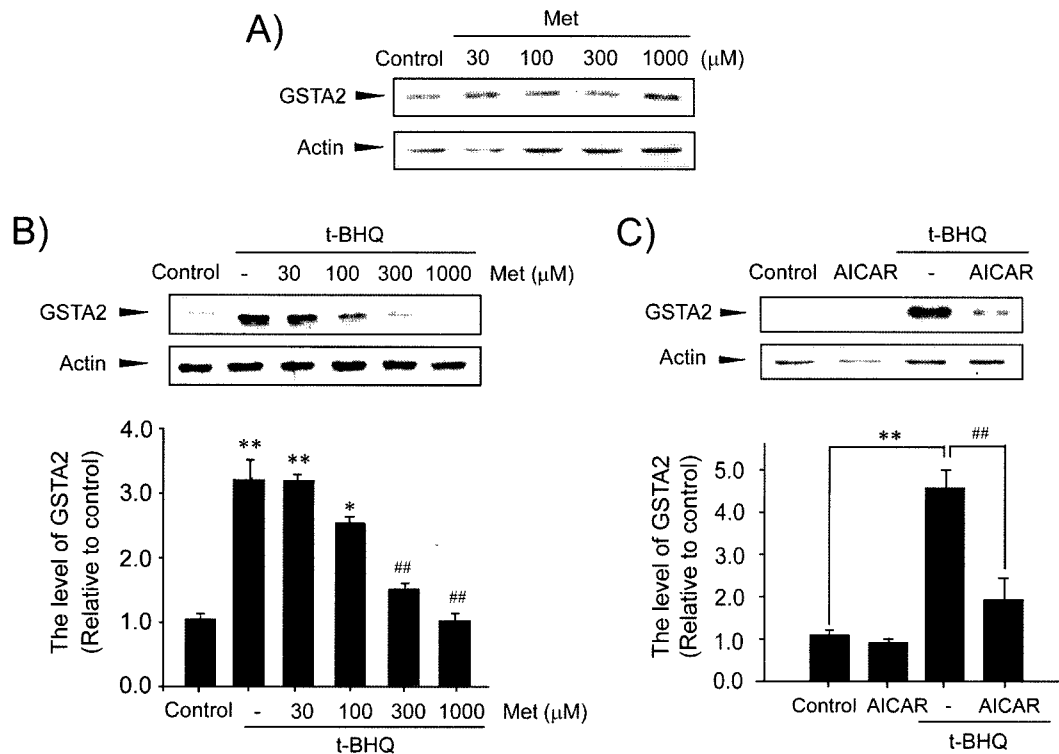 A)
Met
Control 30 100 300 1000 (μM)
GSTA2
Actin
B)
t-BHQ
Control - 30 100 300 1000 Met (μM)
GSTA2
Actin
4.0
3.0
2.0
1.0
0.0
The level of GSTA2
(Relative to control)
** ** * ## ##
Control - 30 100 300 1000 Met (μM)
t-BHQ
C)
t-BHQ
Control AICAR - AICAR
GSTA2
Actin
** ##
5.0
4.0
3.0
2.0
1.0
0.0
The level of GSTA2
(Relative to control)
Control AICAR - AICAR
t-BHQ